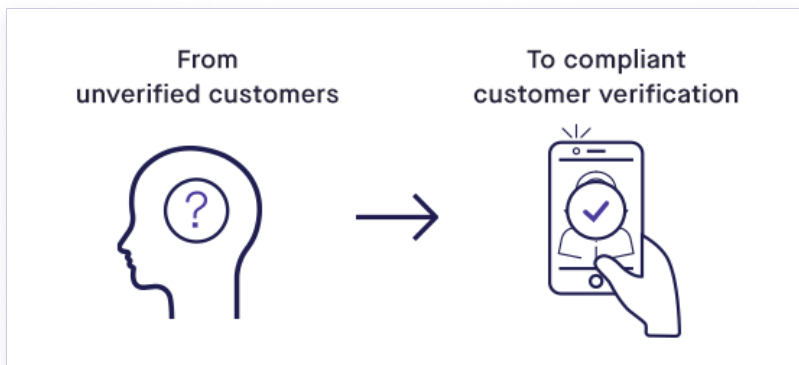 From
unverified customers
To compliant
customer verification
?